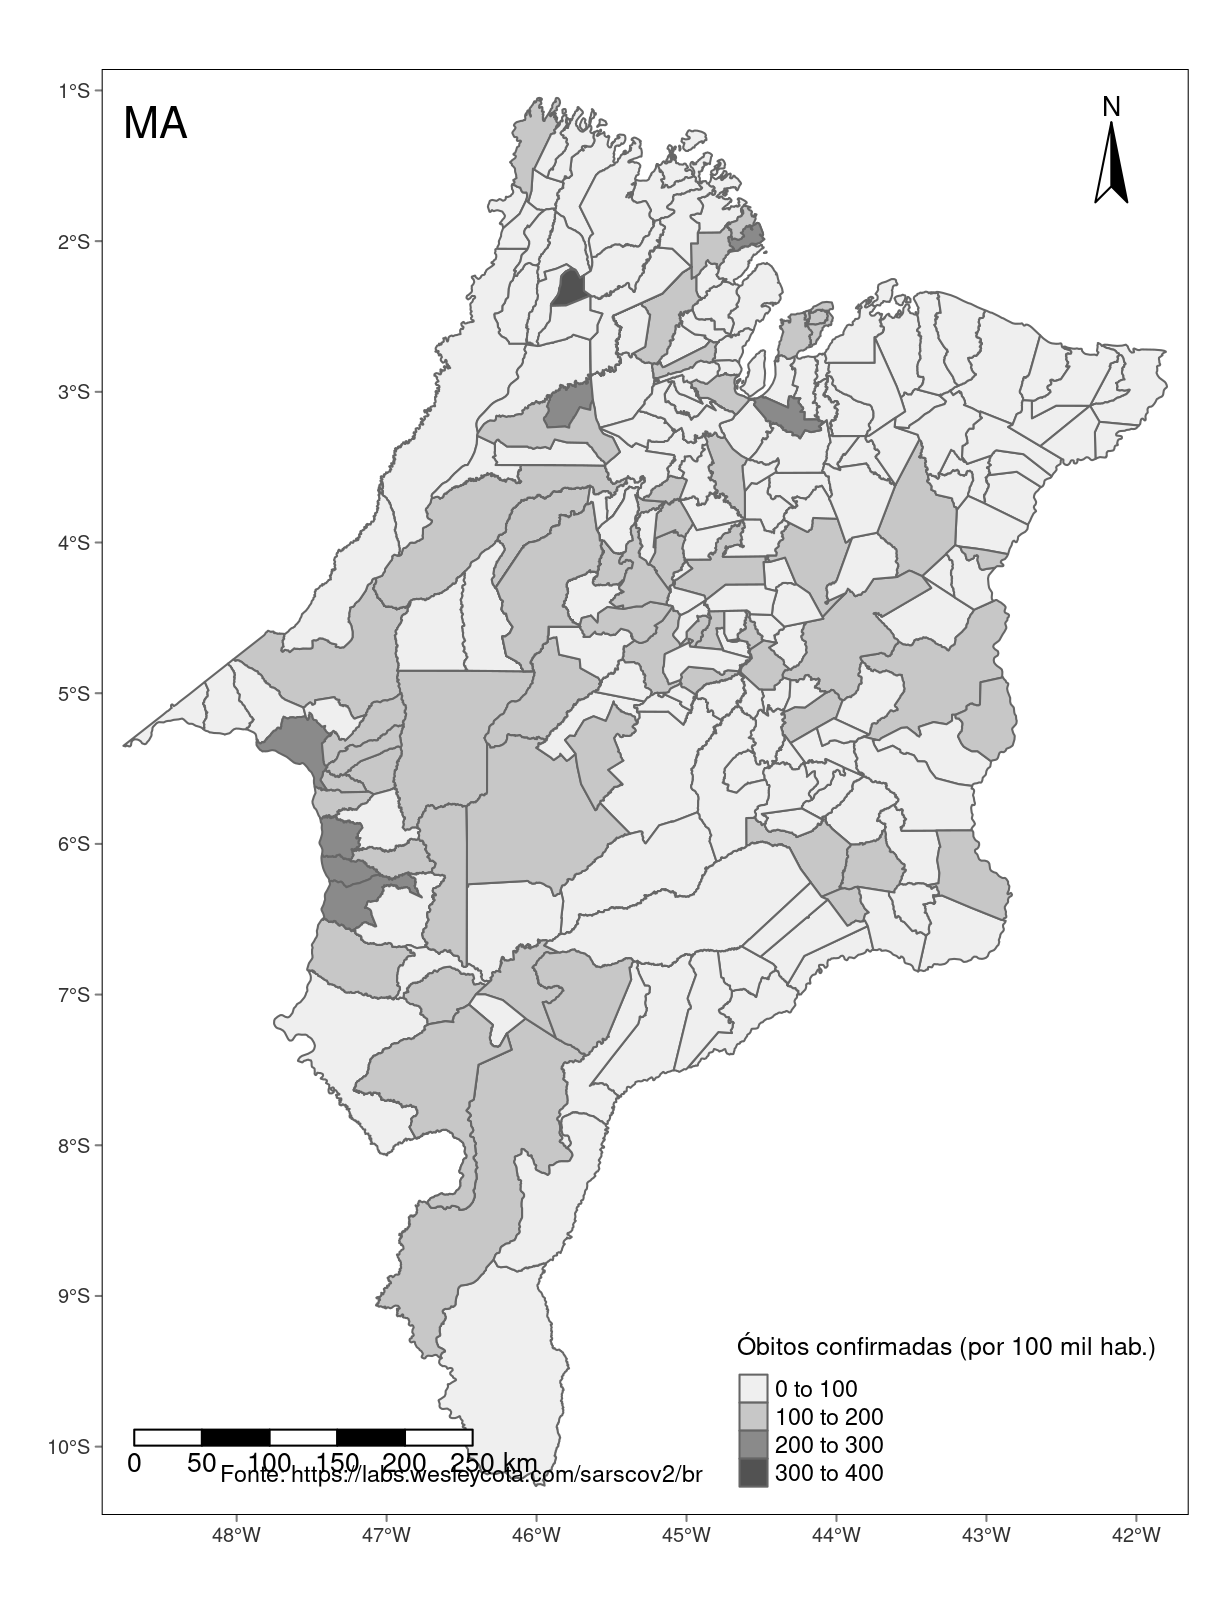 MA
N
1°S
2°S
3°S
4°S
5°S
6°S
7°S
8°S
9°S
10°S
Óbitos confirmadas (por 100 mil hab.)
0 to 100
100 to 200
200 to 300
300 to 400
0 50 100 150 200 250 km
Fonte: https://labs.wesleycota.com/sarscov2/br
48°W 47°W 46°W 45°W 44°W 43°W 42°W